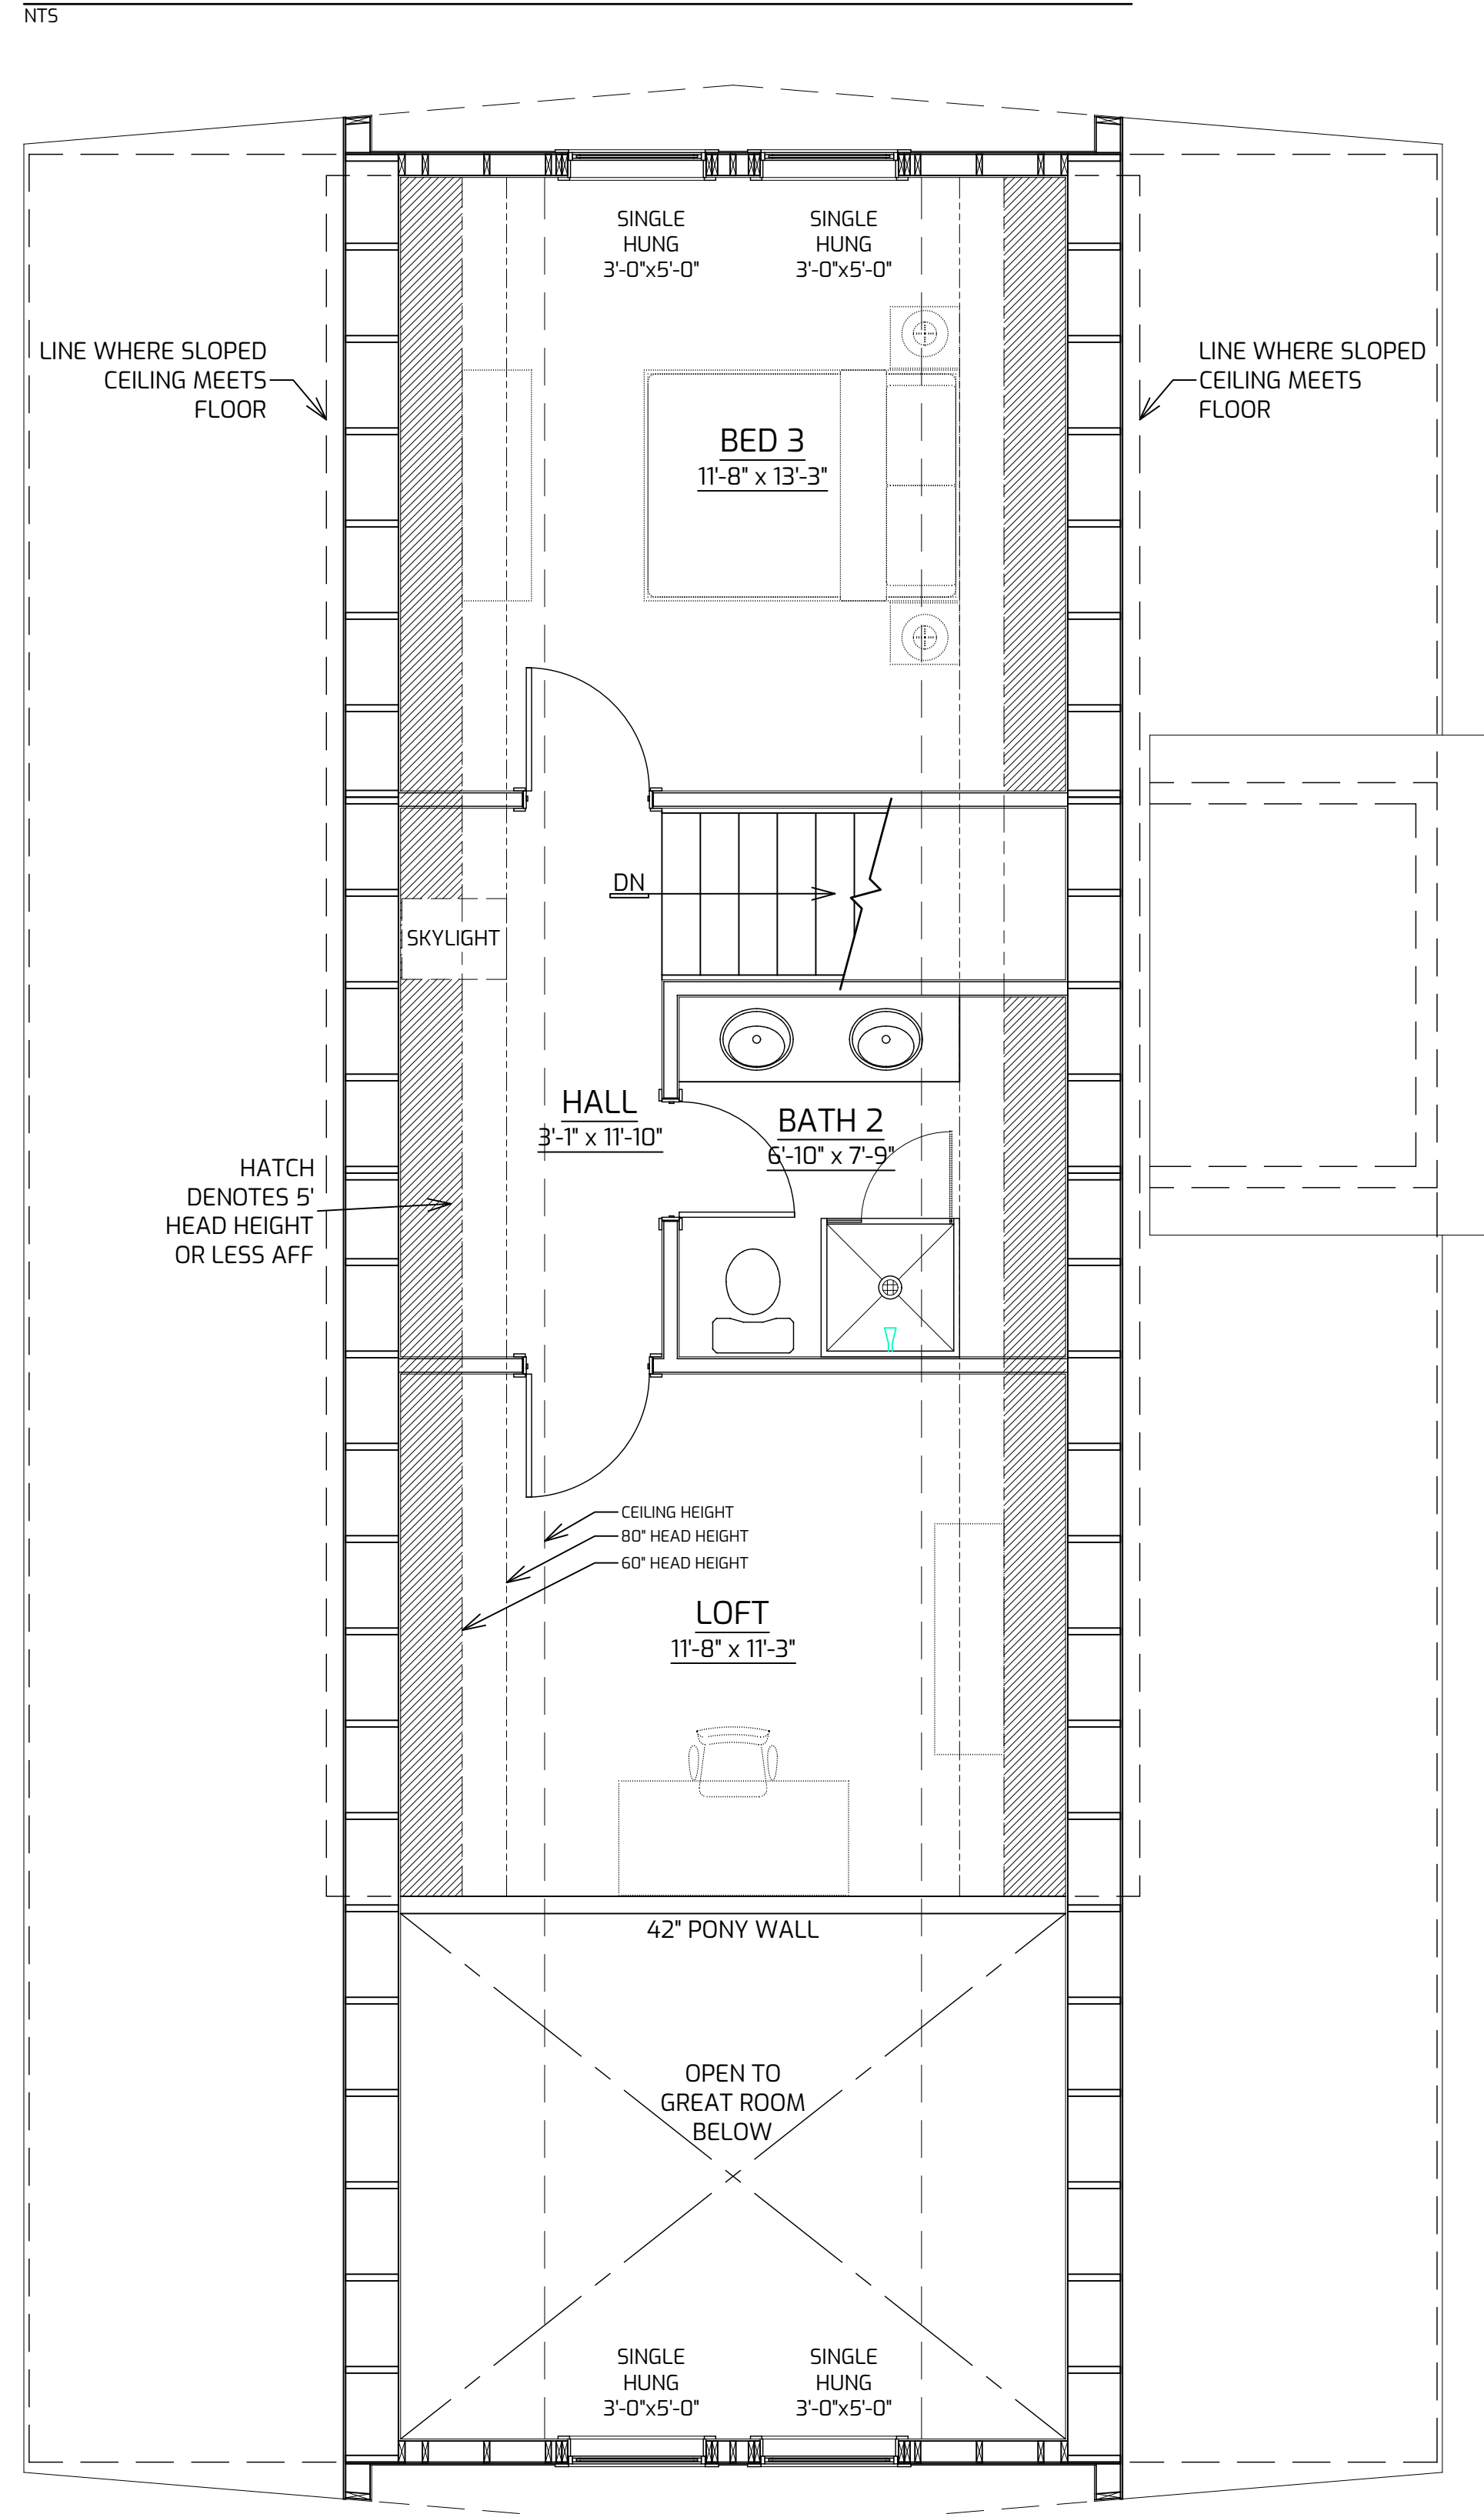 NTS
SINGLE
HUNG
3'-0"x5'-0"
SINGLE
HUNG
3'-0"x5'-0"
LINE WHERE SLOPED
CEILING MEETS
FLOOR
LINE WHERE SLOPED
CEILING MEETS
FLOOR
BED 3
11'-8" x 13'-3"
DN
SKYLIGHT
HALL
3'-1" x 11'-10"
BATH 2
6'-10" x 7'-9"
HATCH
DENOTES 5'
HEAD HEIGHT
OR LESS AFF
CEILING HEIGHT
80" HEAD HEIGHT
60" HEAD HEIGHT
LOFT
11'-8" x 11'-3"
42" PONY WALL
OPEN TO
GREAT ROOM
BELOW
SINGLE
HUNG
3'-0"x5'-0"
SINGLE
HUNG
3'-0"x5'-0"